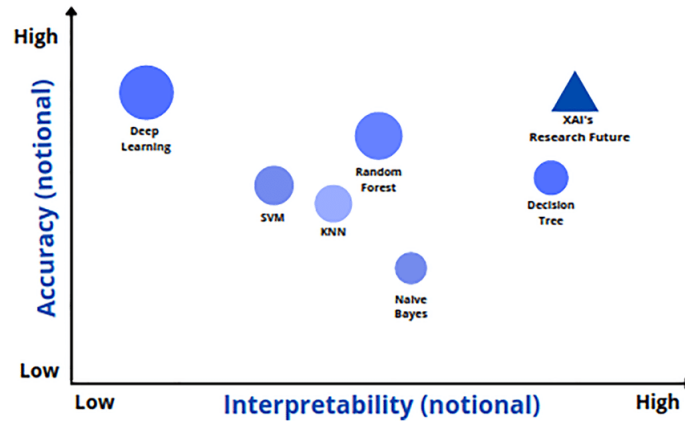 High
Accuracy (notional)
Low
Deep
Learning
SVM
KNN
Random
Forest
Naive
Bayes
XAI's
Research Future
Decision
Tree
Low
Interpretability (notional)
High